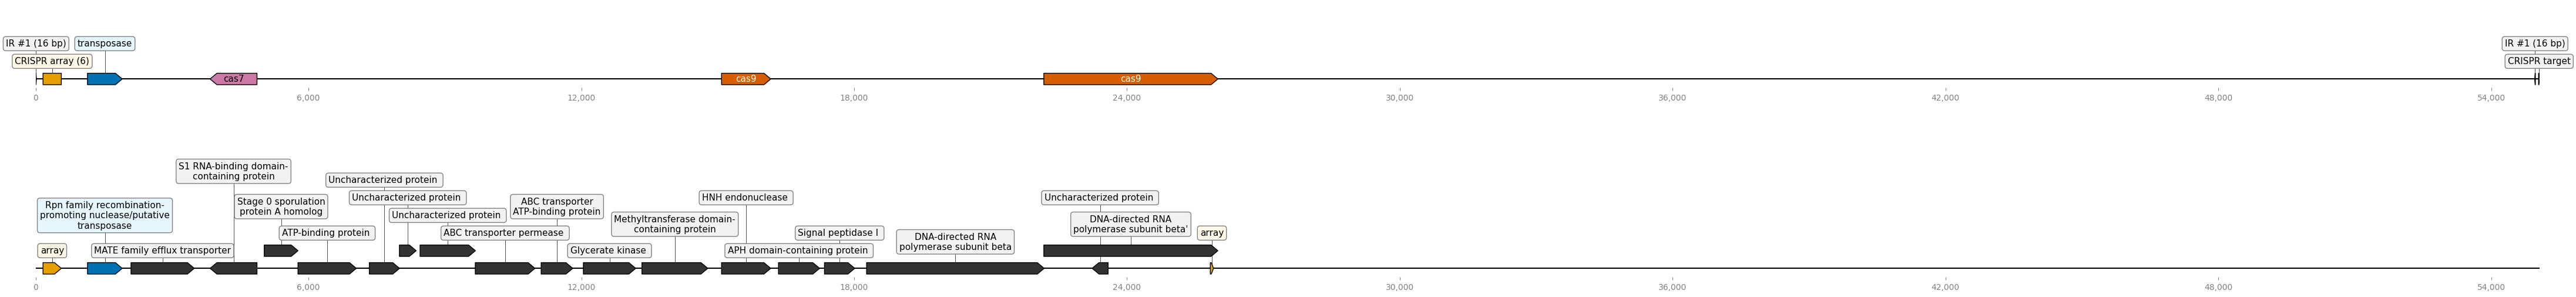 IR #1 (16 bp)
transposase
IR #1 (16 bp)
CRISPR array (6)
CRISPR target
cas7
cas9
cas9
0
6,000
12,000
18,000
24,000
30,000
36,000
42,000
48,000
54,000
S1 RNA-binding domain-
containing protein
Uncharacterized protein
Uncharacterized protein
HNH endonuclease
Uncharacterized protein
Rpn family recombination-
promoting nuclease/putative
transposase
Stage 0 sporulation
protein A homolog
Uncharacterized protein
ABC transporter
ATP-binding protein
Methyltransferase domain-
containing protein
DNA-directed RNA
polymerase subunit beta'
ATP-binding protein
ABC transporter permease
Signal peptidase I
DNA-directed RNA
polymerase subunit beta
array
array
MATE family efflux transporter
Glycerate kinase
APH domain-containing protein
0
6,000
12,000
18,000
24,000
30,000
36,000
42,000
48,000
54,000